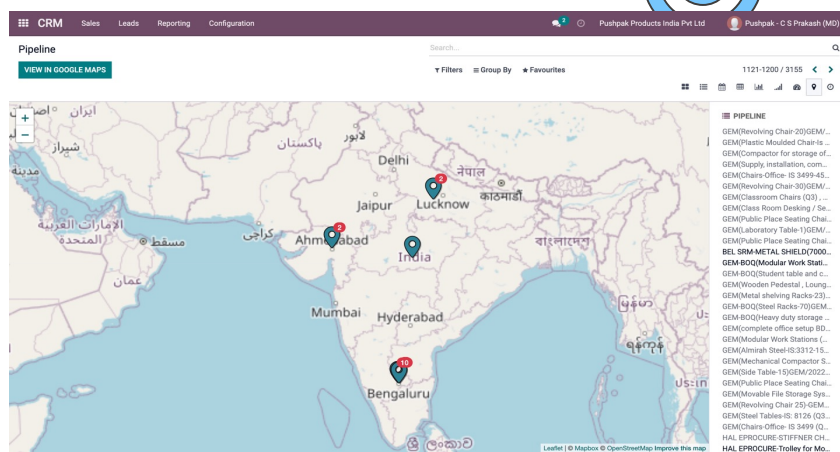 CRM Sales Leads Reporting Configuration 2 Pushpak Products India Pvt Ltd Pushpak - C S Prakash (MD)
Pipeline Search...
VIEW IN GOOGLE MAPS Filters Group By Favourites 1121-1200 / 3155
+
−
ایران
شیراز
پاکستان
لاہور
Delhi
नेपाल
काठमाडौं
Jaipur
Lucknow
2
الإمارات العربية
المتحدة
مسقط
کراچی
2
Ahm abad
বাংলাদেশ
India
عمان
Mumbai
Hyderabad
မြန်မာ
ရန်ကုန်
10
Bengaluru
Leaflet | © Mapbox © OpenStreetMap Improve this map
PIPELINE
GEM(Revolving Chair-20)GEM/...
GEM(Plastic Moulded Chair-Is ...
GEM(Compactor for storage of...
GEM(Supply, installation, com...
GEM(Chairs-Office- IS 3499-45...
GEM(Revolving Chair-30)GEM/...
GEM(Classroom Chairs (Q3) , ...
GEM(Class Room Desking / Se...
GEM(Public Place Seating Chai...
GEM(Laboratory Table-1)GEM/...
GEM(Public Place Seating Chai...
BEL SRM-METAL SHIELD(7000...
GEM-BOQ(Modular Work Stati...
GEM-BOQ(Student table and c...
GEM(Wooden Pedestal , Loung...
GEM(Metal shelving Racks-23)...
GEM-BOQ(Steel Racks-70)GEM...
GEM-BOQ(Heavy duty storage ...
GEM(complete office setup BD...
GEM(Modular Work Stations (...
GEM(Almirah Steel-IS:3312-15...
GEM(Mechanical Compactor S...
GEM(Side Table-15)GEM/2022...
GEM(Public Place Seating Chai...
GEM(Movable File Storage Sys...
GEM(Revolving Chair 25)-GEM...
GEM(Steel Tables-IS: 8126 (Q3...
GEM(Chairs-Office- IS 3499 (Q...
HAL EPROCURE-STIFFNER CH...
HAL EPROCURE-Trolley for Mo...